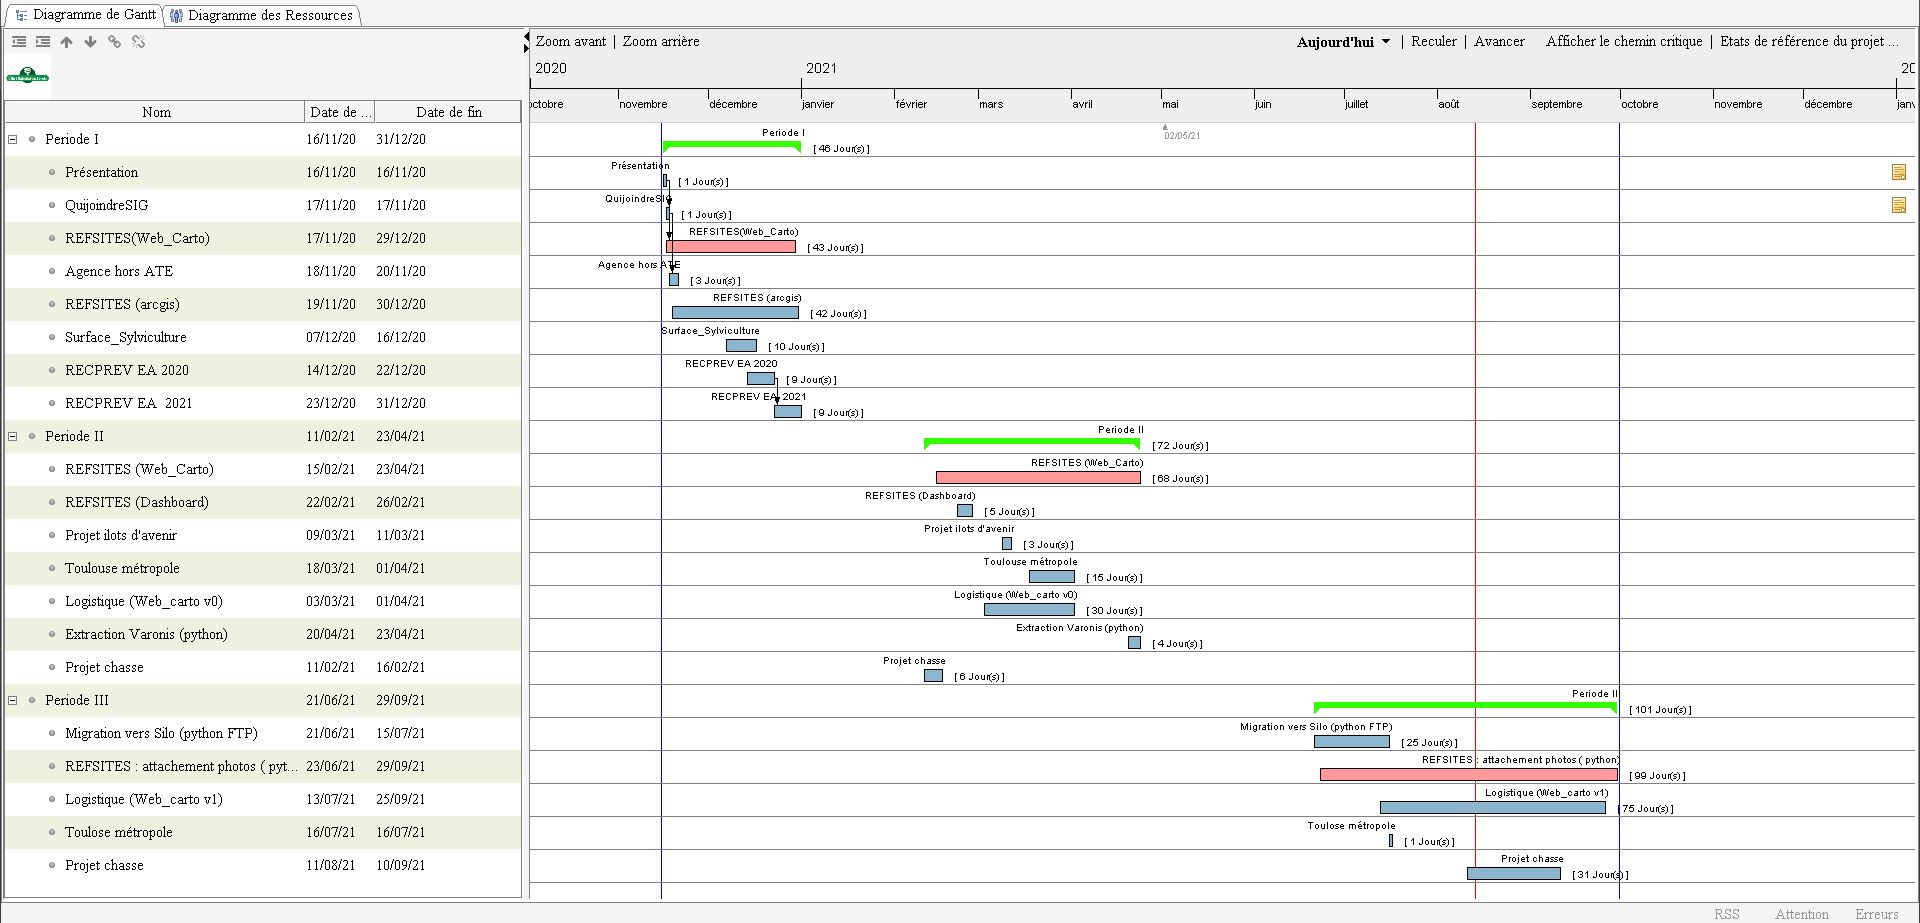 Diagramme de Gantt
Diagramme des Ressources
Zoom avant | Zoom arrière
Aujourd'hui | Reculer | Avancer
Afficher le chemin critique | Etats de référence du projet ...
2020
2021
octobre novembre décembre janvier février mars avril mai juin juillet août septembre octobre novembre décembre janv
Nom Date de ... Date de fin
02/05/21
Periode I 16/11/20 31/12/20
Periode I [ 46 Jour(s) ]
Présentation 16/11/20 16/11/20
Présentation [ 1 Jour(s) ]
QuijoindreSIG 17/11/20 17/11/20
QuijoindreSIG [ 1 Jour(s) ]
REFSITES(Web_Carto) 17/11/20 29/12/20
REFSITES(Web_Carto) [ 43 Jour(s) ]
Agence hors ATE 18/11/20 20/11/20
Agence hors ATE [ 3 Jour(s) ]
REFSITES (arcgis) 19/11/20 30/12/20
REFSITES (arcgis) [ 42 Jour(s) ]
Surface_Sylviculture 07/12/20 16/12/20
Surface_Sylviculture [ 10 Jour(s) ]
RECPREV EA 2020 14/12/20 22/12/20
RECPREV EA 2020 [ 9 Jour(s) ]
RECPREV EA 2021 23/12/20 31/12/20
RECPREV EA 2021 [ 9 Jour(s) ]
Periode II 11/02/21 23/04/21
Periode II [ 72 Jour(s) ]
REFSITES (Web_Carto) 15/02/21 23/04/21
REFSITES (Web_Carto) [ 68 Jour(s) ]
REFSITES (Dashboard) 22/02/21 26/02/21
REFSITES (Dashboard) [ 5 Jour(s) ]
Projet ilots d'avenir 09/03/21 11/03/21
Projet ilots d'avenir [ 3 Jour(s) ]
Toulouse métropole 18/03/21 01/04/21
Toulouse métropole [ 15 Jour(s) ]
Logistique (Web_carto v0) 03/03/21 01/04/21
Logistique (Web_carto v0) [ 30 Jour(s) ]
Extraction Varonis (python) 20/04/21 23/04/21
Extraction Varonis (python) [ 4 Jour(s) ]
Projet chasse 11/02/21 16/02/21
Projet chasse [ 6 Jour(s) ]
Periode III 21/06/21 29/09/21
Periode II [ 101 Jour(s) ]
Migration vers Silo (python FTP) 21/06/21 15/07/21
Migration vers Silo (python FTP) [ 25 Jour(s) ]
REFSITES : attachement photos ( pyt... 23/06/21 29/09/21
REFSITES : attachement photos ( python) [ 99 Jour(s) ]
Logistique (Web_carto v1) 13/07/21 25/09/21
Logistique (Web_carto v1) [ 75 Jour(s) ]
Toulose métropole 16/07/21 16/07/21
Toulose métropole [ 1 Jour(s) ]
Projet chasse 11/08/21 10/09/21
Projet chasse [ 31 Jour(s) ]
RSS Attention Erreurs